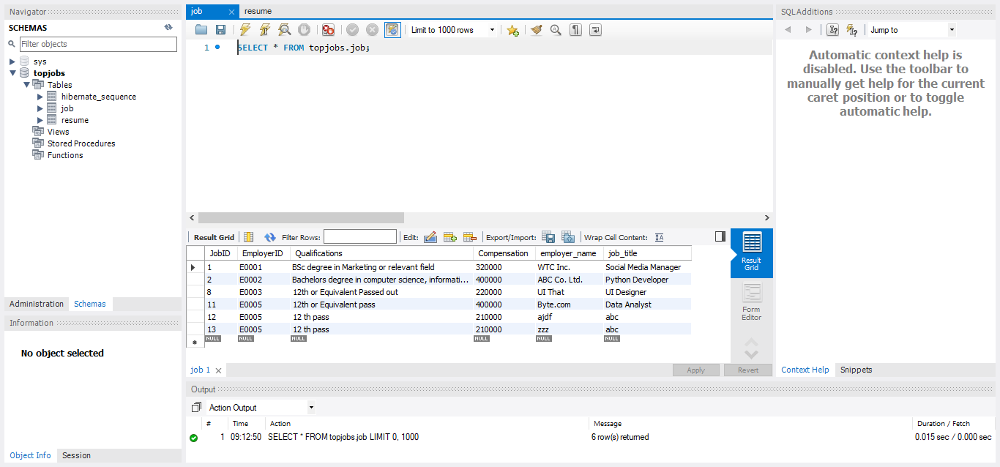 Navigator
SCHEMAS
Filter objects
sys
topjobs
Tables
hibernate_sequence
job
resume
Views
Stored Procedures
Functions
Administration Schemas
Information
No object selected
Object Info Session
job resume
Limit to 1000 rows
1 SELECT * FROM topjobs.job;
Result Grid Filter Rows: Edit: Export/Import: Wrap Cell Content:
JobID EmployerID Qualifications Compensation employer_name job_title
1 E0001 BSc degree in Marketing or relevant field 320000 WTC Inc. Social Media Manager
2 E0002 Bachelors degree in computer science, informati... 400000 ABC Co. Ltd. Python Developer
8 E0003 12th or Equivalent Passed out 220000 UI That UI Designer
11 E0005 12th or Equivalent pass 400000 Byte.com Data Analyst
12 E0005 12 th pass 210000 ajdf abc
13 E0005 12 th pass 210000 zzz abc
NULL NULL NULL NULL NULL NULL
Result
Grid
Form
Editor
job 1 Apply Revert
Output
Action Output
# Time Action Message Duration / Fetch
1 09:12:50 SELECT * FROM topjobs.job LIMIT 0, 1000 6 row(s) returned 0.015 sec / 0.000 sec
SQLAdditions
Jump to
Automatic context help is
disabled. Use the toolbar to
manually get help for the current
caret position or to toggle
automatic help.
Context Help Snippets